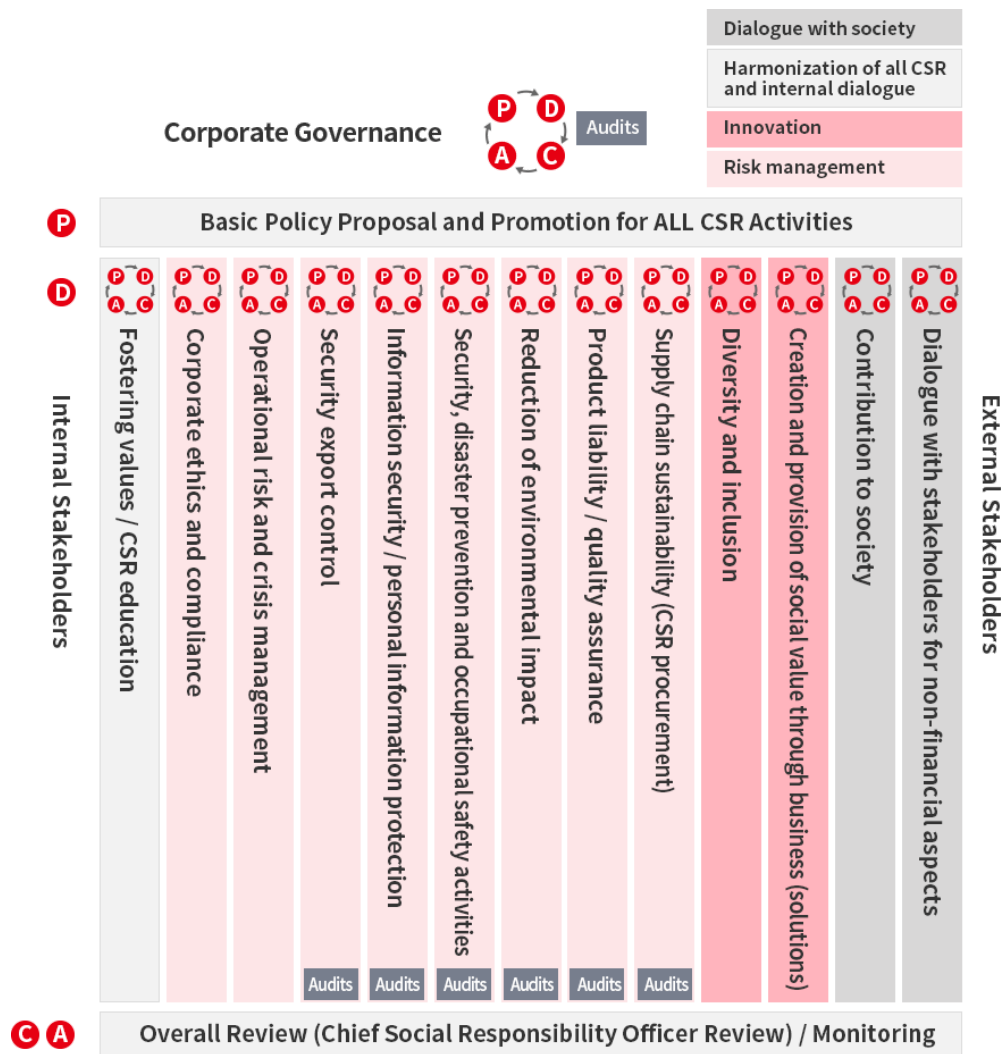 Dialogue with society
Harmonization of all CSR
and internal dialogue
Innovation
Risk management
Corporate Governance
P D
A C
Audits
P
Basic Policy Proposal and Promotion for ALL CSR Activities
D
P D P D P D P D P D P D P D P D P D P D P D P D P D
A C A C A C A C A C A C A C A C A C A C A C A C A C
Internal Stakeholders
Fostering values / CSR education
Corporate ethics and compliance
Operational risk and crisis management
Security export control
Information security / personal information protection
Security, disaster prevention and occupational safety activities
Reduction of environmental impact
Product liability / quality assurance
Supply chain sustainability (CSR procurement)
Diversity and inclusion
Creation and provision of social value through business (solutions)
Contribution to society
Dialogue with stakeholders for non-financial aspects
External Stakeholders
Audits Audits Audits Audits Audits Audits
C A
Overall Review (Chief Social Responsibility Officer Review) / Monitoring